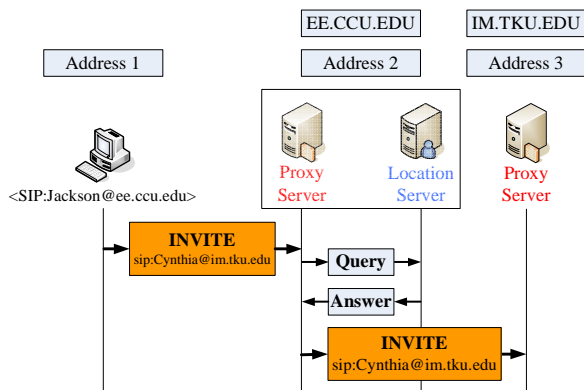 EE.CCU.EDU
IM.TKU.EDU
Address 1
Address 2
Address 3
Proxy
Server
Location
Server
Proxy
Server
<SIP:Jackson@ee.ccu.edu>
INVITE
sip:Cynthia@im.tku.edu
Query
Answer
INVITE
sip:Cynthia@im.tku.edu